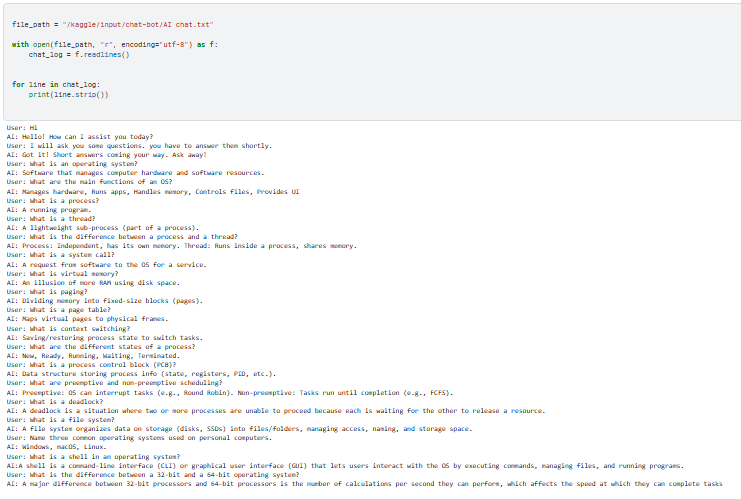 file_path = "/kaggle/input/chat-bot/AI chat.txt"
with open(file_path, "r", encoding="utf-8") as f:
chat_log = f.readlines()
for line in chat_log:
print(line.strip())
User: Hi
AI: Hello! How can I assist you today?
User: I will ask you some questions. you have to answer them shortly.
AI: Got it! Short answers coming your way. Ask away!
User: What is an operating system?
AI: Software that manages computer hardware and software resources.
User: What are the main functions of an OS?
AI: Manages hardware, Runs apps, Handles memory, Controls files, Provides UI
User: What is a process?
AI: A running program.
User: What is a thread?
AI: A lightweight sub-process (part of a process).
User: What is the difference between a process and a thread?
AI: Process: Independent, has its own memory. Thread: Runs inside a process, shares memory.
User: What is a system call?
AI: A request from software to the OS for a service.
User: What is virtual memory?
AI: An illusion of more RAM using disk space.
User: What is paging?
AI: Dividing memory into fixed-size blocks (pages).
User: What is a page table?
AI: Maps virtual pages to physical frames.
User: What is context switching?
AI: Saving/restoring process state to switch tasks.
User: What are the different states of a process?
AI: New, Ready, Running, Waiting, Terminated.
User: What is a process control block (PCB)?
AI: Data structure storing process info (state, registers, PID, etc.).
User: What are preemptive and non-preemptive scheduling?
AI: Preemptive: OS can interrupt tasks (e.g., Round Robin). Non-preemptive: Tasks run until completion (e.g., FCFS).
User: What is a deadlock?
AI: A deadlock is a situation where two or more processes are unable to proceed because each is waiting for the other to release a resource.
User: What is a file system?
AI: A file system organizes data on storage (disks, SSDs) into files/folders, managing access, naming, and storage space.
User: Name three common operating systems used on personal computers.
AI: Windows, macOS, Linux.
User: What is a shell in an operating system?
AI:A shell is a command-line interface (CLI) or graphical user interface (GUI) that lets users interact with the OS by executing commands, managing files, and running programs.
User: What is the difference between a 32-bit and a 64-bit operating system?
AI: A major difference between 32-bit processors and 64-bit processors is the number of calculations per second they can perform, which affects the speed at which they can complete tasks